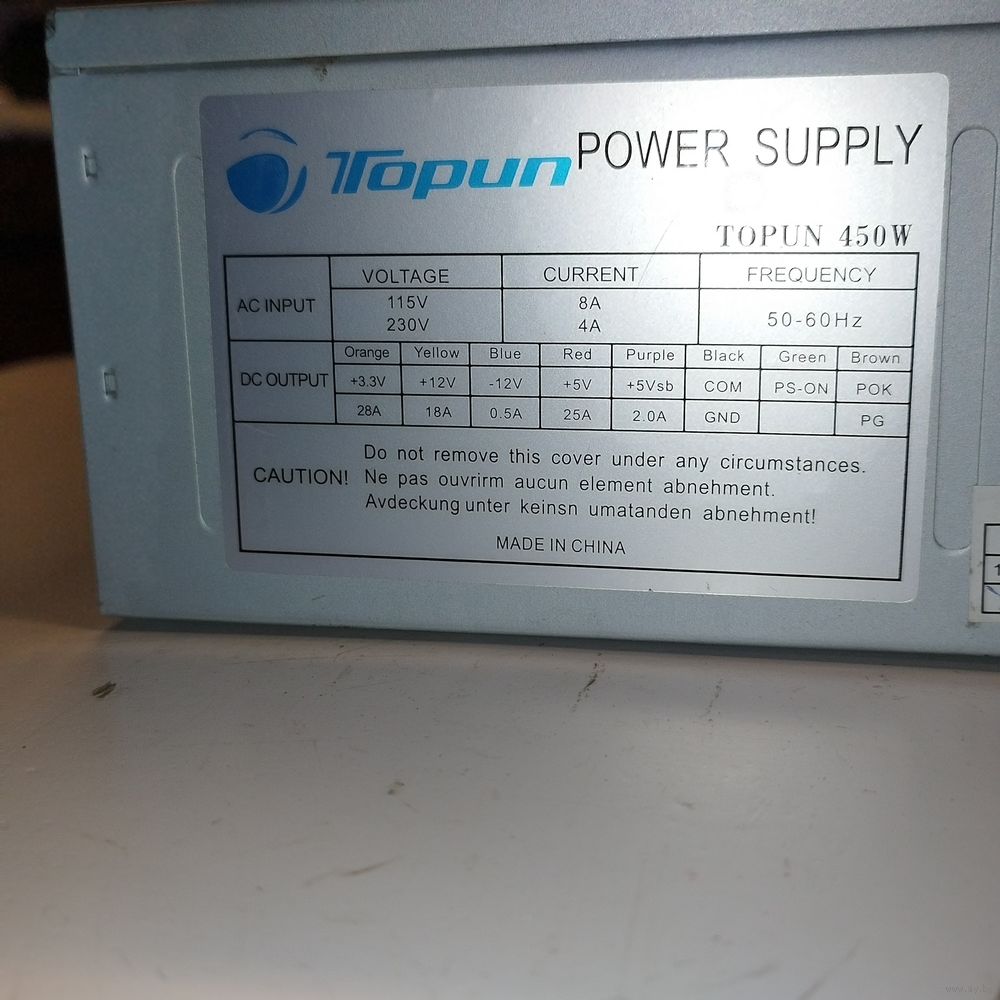 Topun POWER SUPPLY
TOPUN 450W
VOLTAGE CURRENT FREQUENCY
AC INPUT 115V 8A 50-60Hz
230V 4A
Orange Yellow Blue Red Purple Black Green Brown
DC OUTPUT +3.3V +12V -12V +5V +5Vsb COM PS-ON POK
28A 18A 0.5A 25A 2.0A GND PG
Do not remove this cover under any circumstances.
CAUTION! Ne pas ouvrirm aucun element abnehment.
Avdeckung unter keinsn umatanden abnehment!
MADE IN CHINA
1